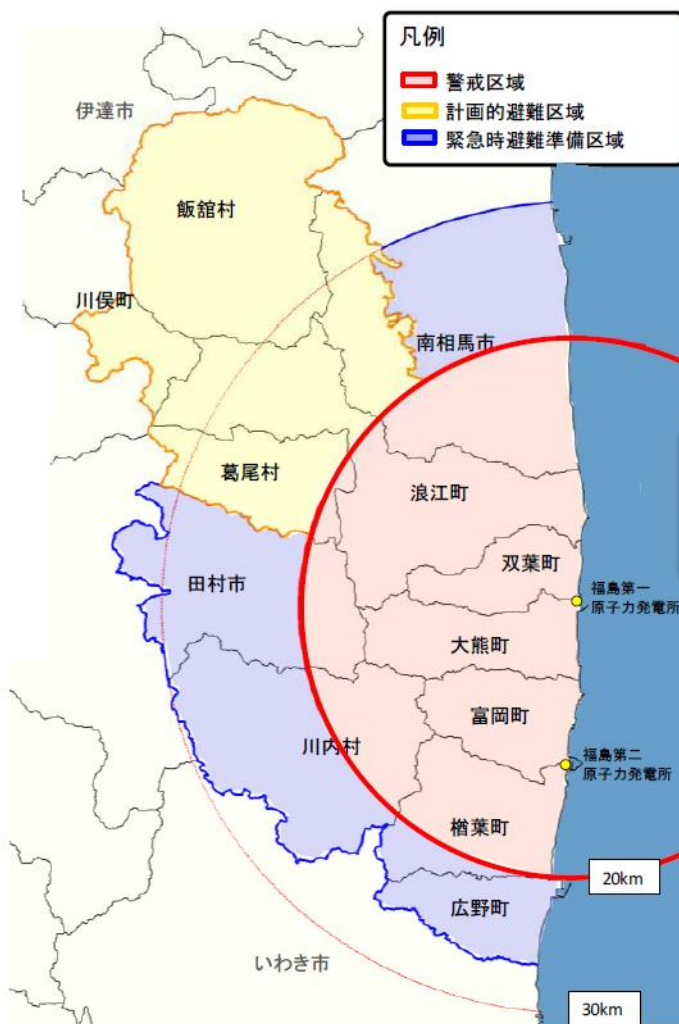 凡例
警戒区域
計画的避難区域
緊急時避難準備区域
伊達市
飯舘村
川俣町
南相馬市
葛尾村
浪江町
双葉町
田村市
福島第一
原子力発電所
大熊町
富岡町
川内村
福島第二
原子力発電所
楢葉町
20km
広野町
いわき市
30km